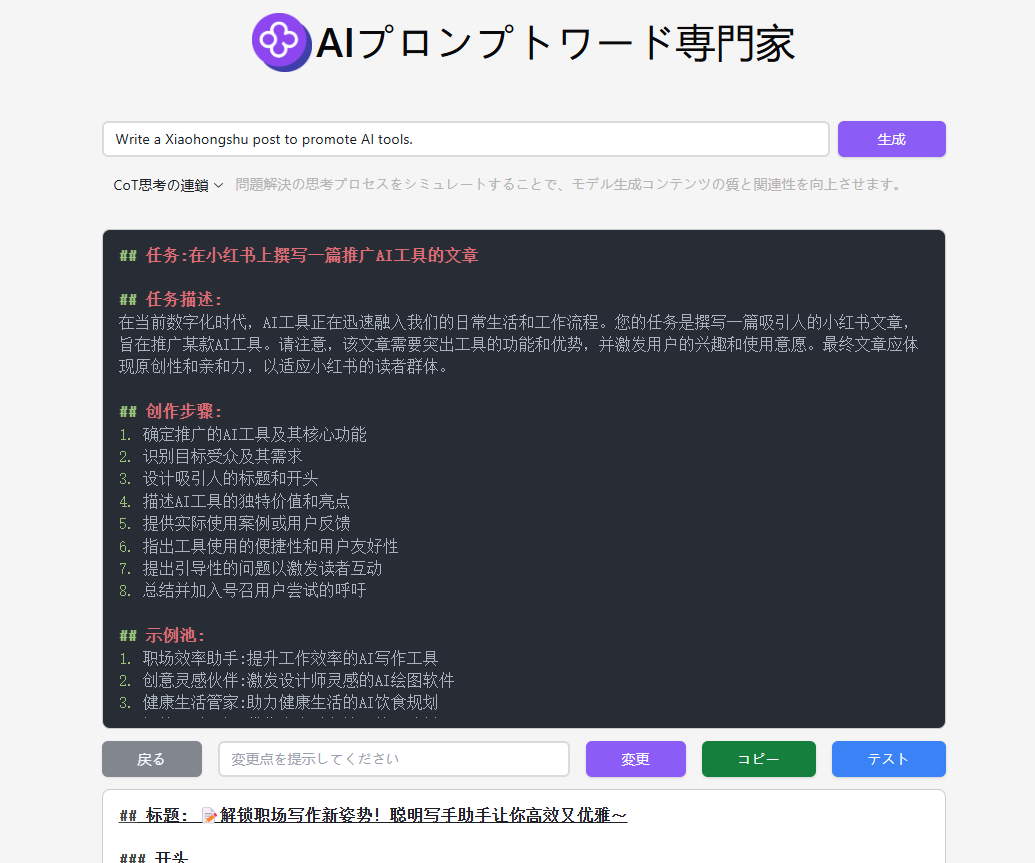 AIプロンプトワード専門家
Write a Xiaohongshu post to promote AI tools.
生成
CoT思考の連鎖
問題解決の思考プロセスをシミュレートすることで、モデル生成コンテンツの質と関連性を向上させます。
## 任务:在小红书上撰写一篇推广AI工具的文章
## 任务描述:
在当前数字化时代，AI工具正在迅速融入我们的日常生活和工作流程。您的任务是撰写一篇吸引人的小红书文章，
旨在推广某款AI工具。请注意，该文章需要突出工具的功能和优势，并激发用户的兴趣和使用意愿。最终文章应体
现原创性和亲和力，以适应小红书的读者群体。
## 创作步骤:
1. 确定推广的AI工具及其核心功能
2. 识别目标受众及其需求
3. 设计吸引人的标题和开头
4. 描述AI工具的独特价值和亮点
5. 提供实际使用案例或用户反馈
6. 指出工具使用的便捷性和用户友好性
7. 提出引导性的问题以激发读者互动
8. 总结并加入号召用户尝试的呼吁
## 示例池:
1. 职场效率助手:提升工作效率的AI写作工具
2. 创意灵感伙伴:激发设计师灵感的AI绘图软件
3. 健康生活管家:助力健康生活的AI饮食规划
戻る
変更点を提示してください
変更
コピー
テスト
## 标题: 📝解锁职场写作新姿势！聪明写手助手让你高效又优雅～
### 开头